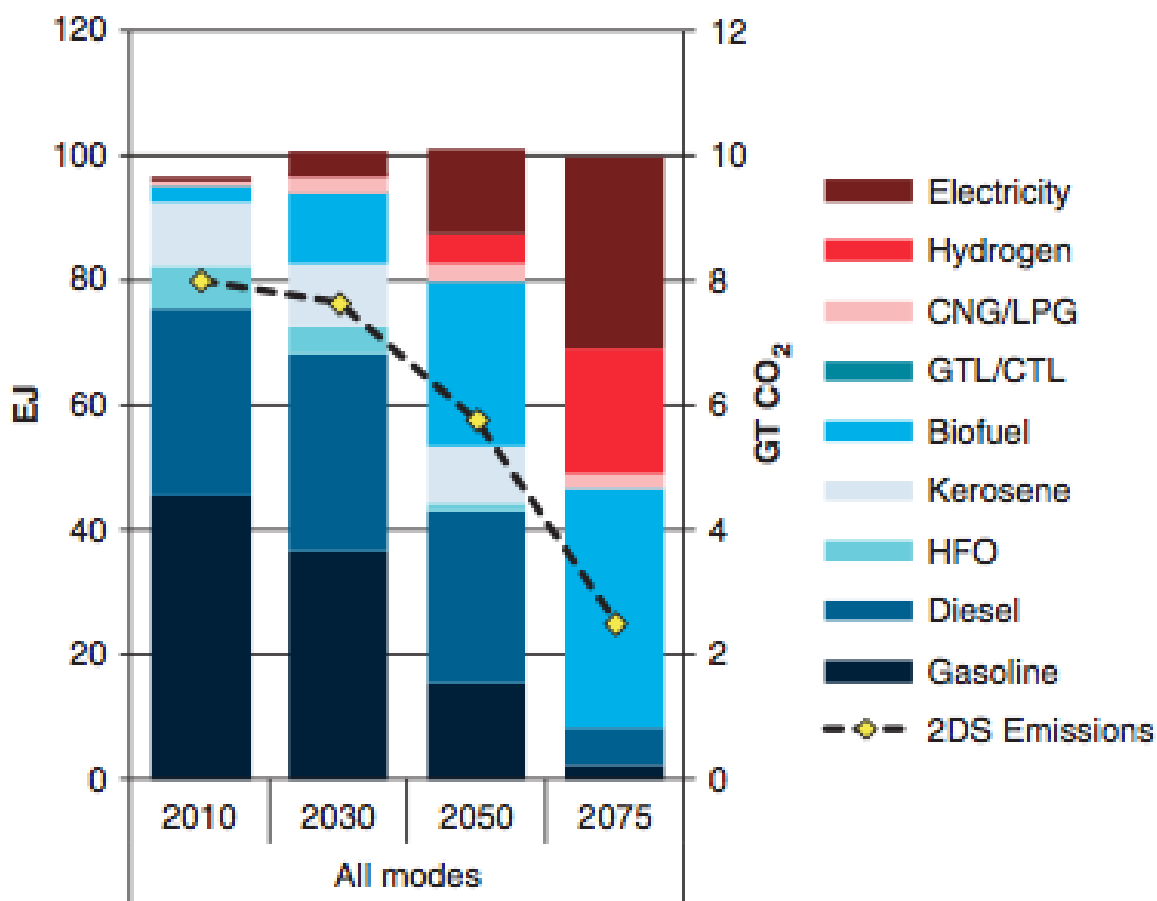 120
100
80
60
40
20
0
EJ
12
10
8
6
4
2
0
GT CO₂
2010 2030 2050 2075
All modes
Electricity
Hydrogen
CNG/LPG
GTL/CTL
Biofuel
Kerosene
HFO
Diesel
Gasoline
2DS Emissions